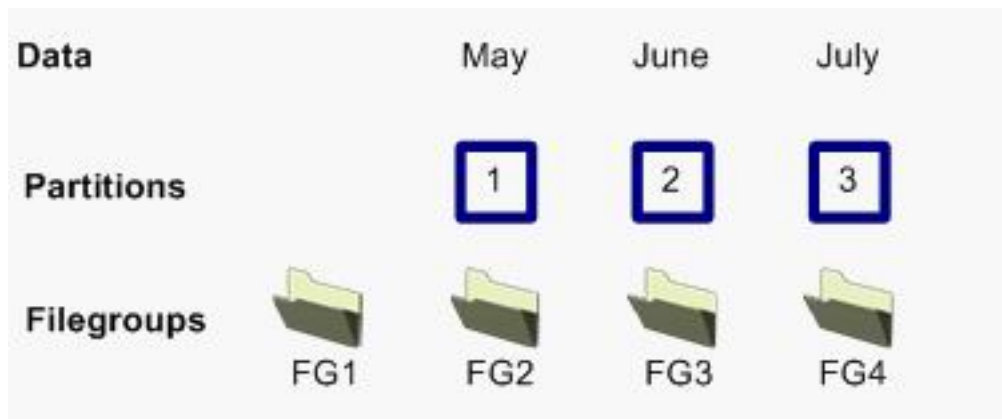 Data May June July
Partitions 1 2 3
Filegroups
FG1 FG2 FG3 FG4